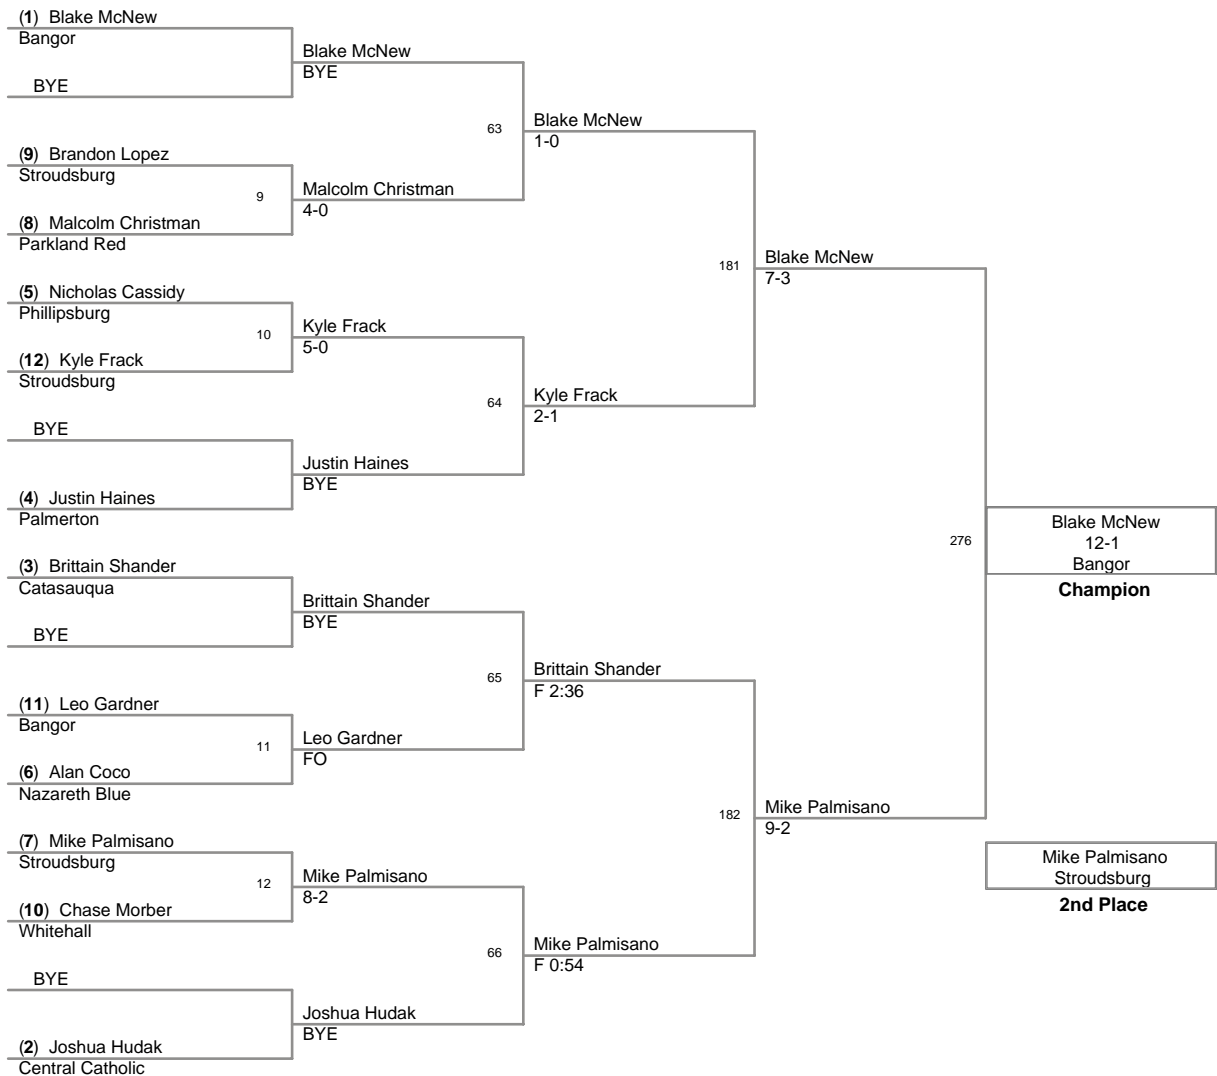 (1) Blake McNew
Bangor
BYE
(9) Brandon Lopez
Stroudsburg
(8) Malcolm Christman
Parkland Red
(5) Nicholas Cassidy
Phillipsburg
(12) Kyle Frack
Stroudsburg
BYE
(4) Justin Haines
Palmerton
(3) Brittain Shander
Catasauqua
BYE
(11) Leo Gardner
Bangor
(6) Alan Coco
Nazareth Blue
(7) Mike Palmisano
Stroudsburg
(10) Chase Morber
Whitehall
BYE
(2) Joshua Hudak
Central Catholic
9
10
11
12
Blake McNew
BYE
Malcolm Christman
4-0
Kyle Frack
5-0
Justin Haines
BYE
Brittain Shander
BYE
Leo Gardner
FO
Mike Palmisano
8-2
Joshua Hudak
BYE
63
64
65
66
Blake McNew
1-0
Kyle Frack
2-1
Brittain Shander
F 2:36
Mike Palmisano
F 0:54
181
182
Blake McNew
7-3
Mike Palmisano
9-2
276
Blake McNew
12-1
Bangor
Champion
Mike Palmisano
Stroudsburg
2nd Place